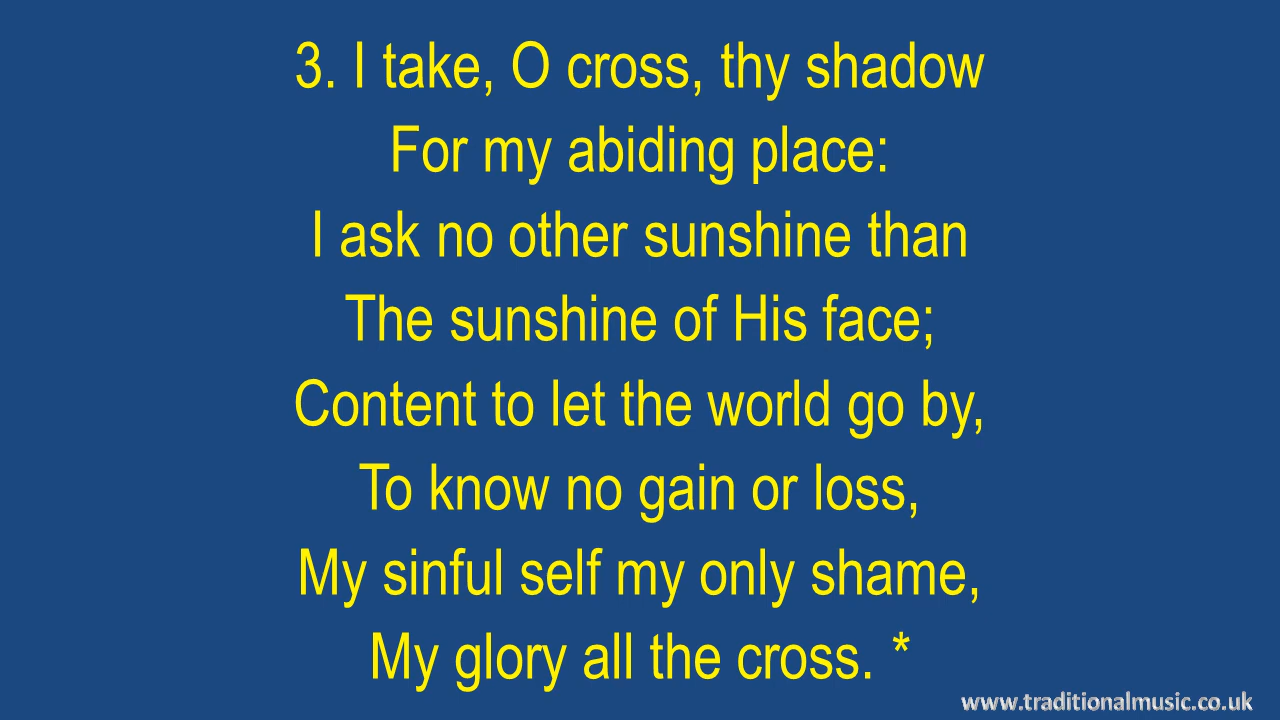 3. I take, O cross, thy shadow
For my abiding place:
I ask no other sunshine than
The sunshine of His face;
Content to let the world go by,
To know no gain or loss,
My sinful self my only shame,
My glory all the cross. *
www.traditionalmusic.co.uk